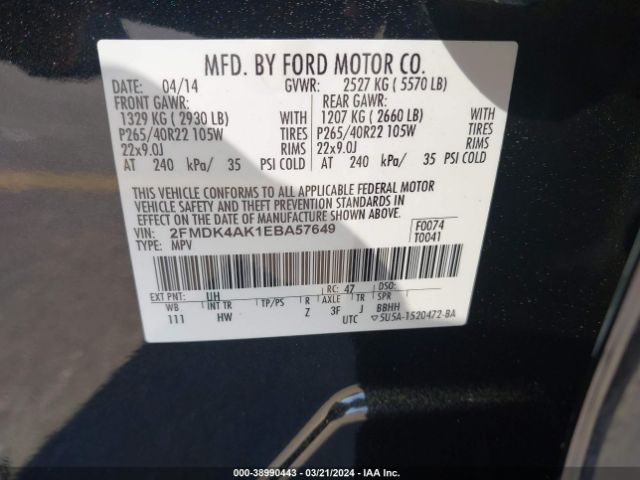 MFD. BY FORD MOTOR CO.
DATE: 04/14 GVWR: 2527 KG ( 5570 LB)
FRONT GAWR: REAR GAWR:
1329 KG ( 2930 LB) WITH 1207 KG ( 2660 LB) WITH
P265/40R22 105W TIRES P265/40R22 105W TIRES
22x9.0J RIMS 22x9.0J RIMS
AT 240 kPa/ 35 PSI COLD AT 240 kPa/ 35 PSI COLD
THIS VEHICLE CONFORMS TO ALL APPLICABLE FEDERAL MOTOR
VEHICLE SAFETY AND THEFT PREVENTION STANDARDS IN
EFFECT ON THE DATE OF MANUFACTURE SHOWN ABOVE.
VIN: 2FMDK4AK1EBA57649 F0074
TYPE: MPV T0041
EXT PNT: UH RC: 47 DSO:
WB INT TR TP/PS R AXLE TR SPR
111 HW Z 3F J BBHH
UTC ▽5U5A-1520472-BA
Stock No: 38990443 - 03/21/2024 - IAA Inc.